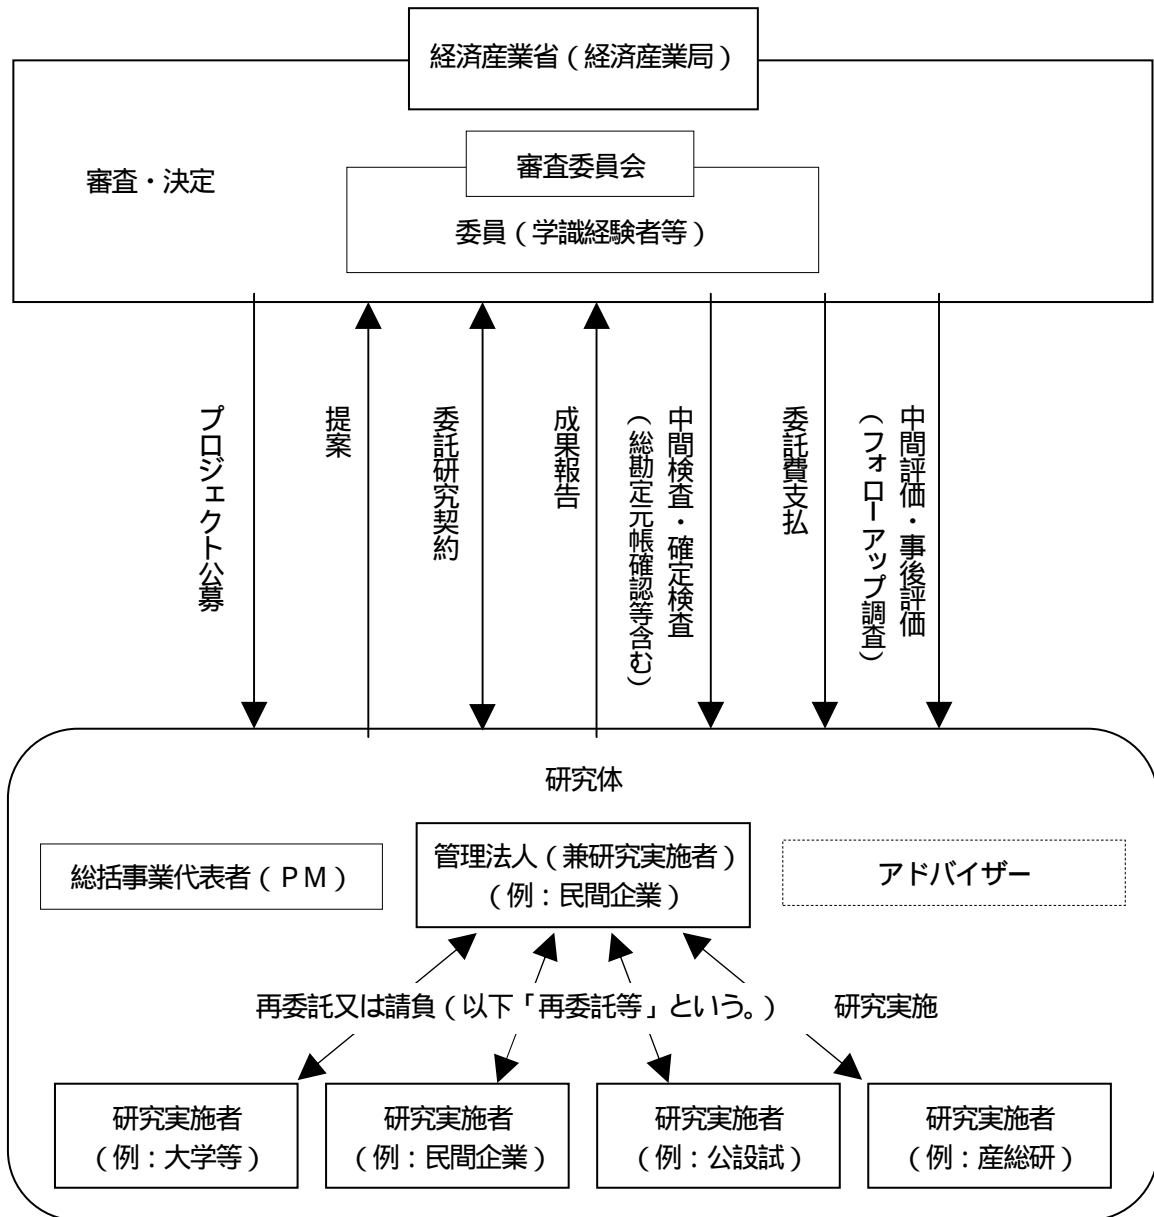 経済産業省（経済産業局）
審査委員会
審査・決定
委員（学識経験者等）
プロジェクト公募
提案
委託研究契約
成果報告
中間検査・確定検査
（総勘定元帳確認等含む）
委託費支払
中間評価・事後評価
（フォローアップ調査）
研究体
総括事業代表者（ＰＭ）
管理法人（兼研究実施者）
（例：民間企業）
アドバイザー
再委託又は請負（以下「再委託等」という。）
研究実施
研究実施者
（例：大学等）
研究実施者
（例：民間企業）
研究実施者
（例：公設試）
研究実施者
（例：産総研）